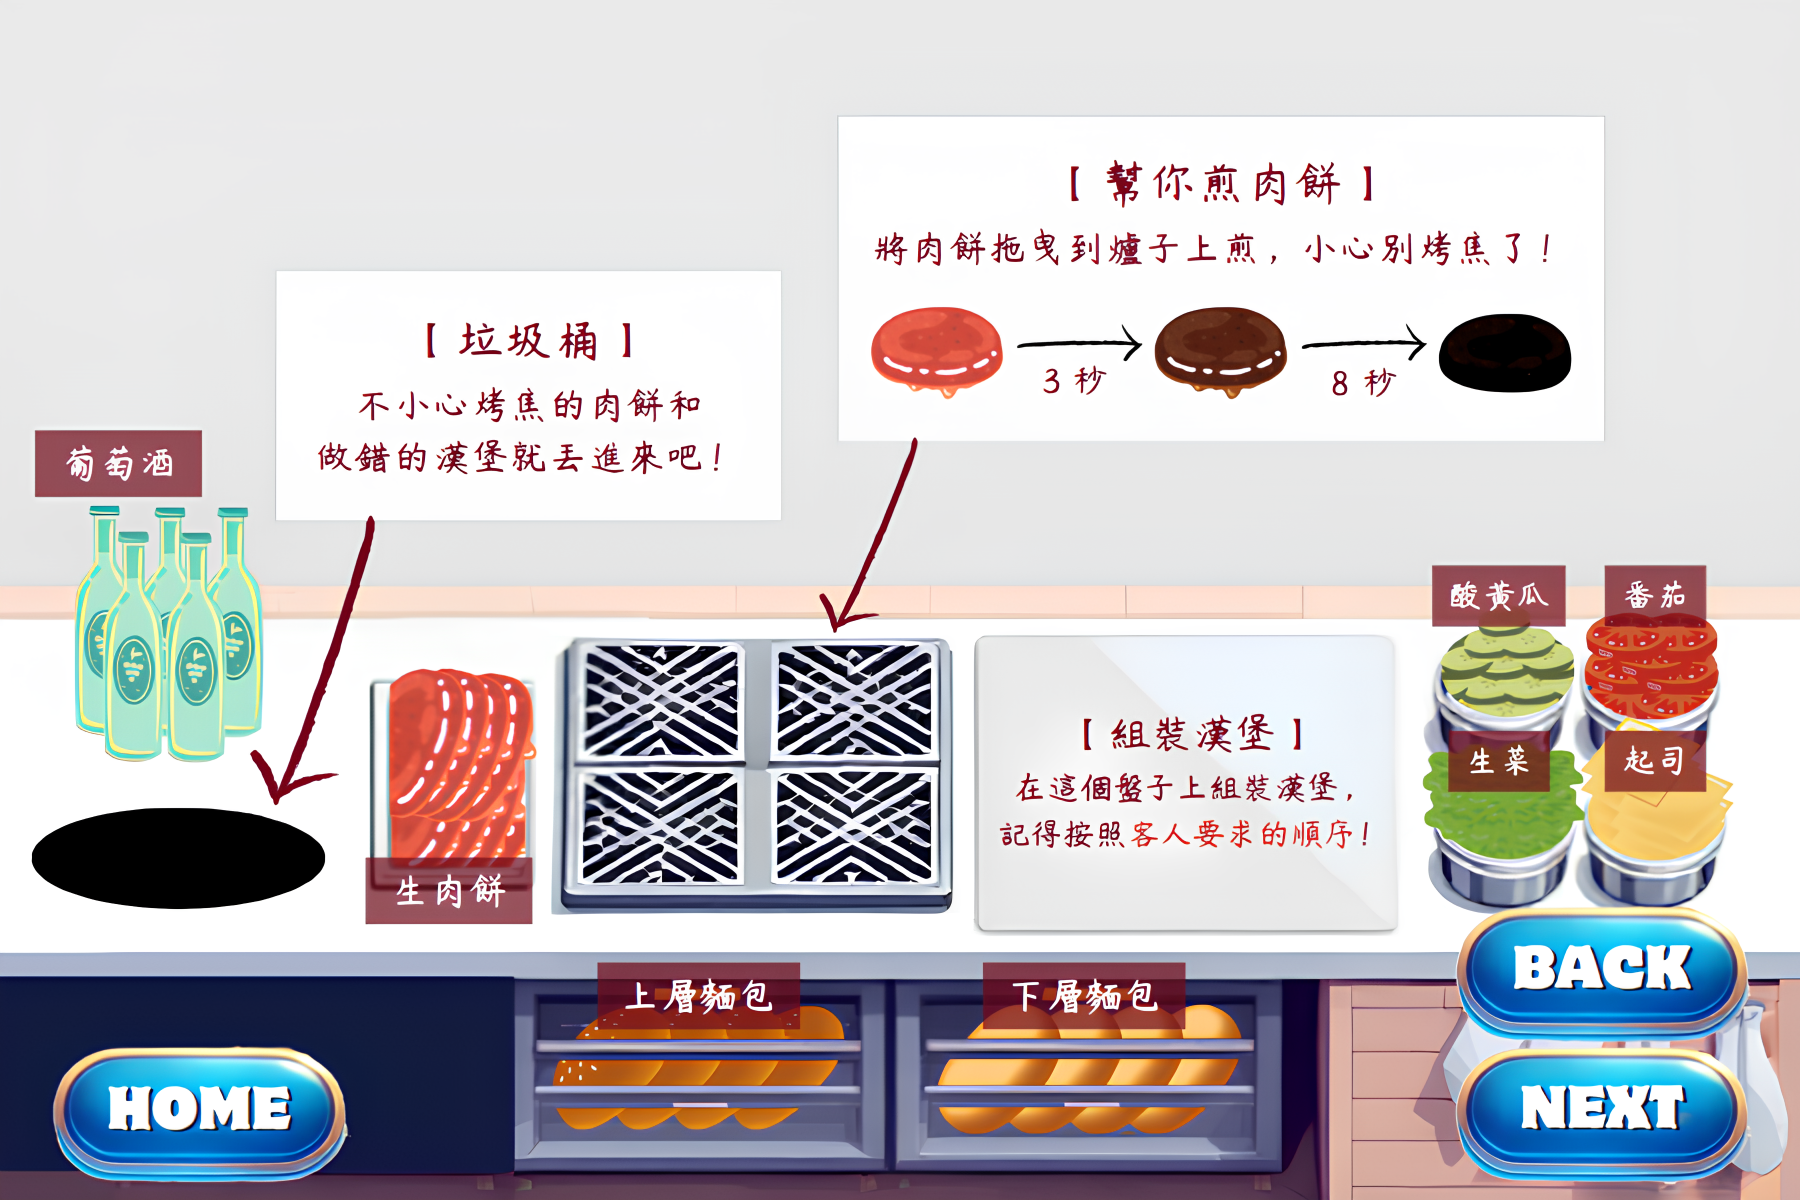 【幫你煎肉餅】
將肉餅拖曳到爐子上煎，小心別烤焦了！
3 秒
8 秒
【垃圾桶】
不小心烤焦的肉餅和
做錯的漢堡就丟進來吧！
葡萄酒
酸黃瓜
番茄
生菜
起司
【組裝漢堡】
在這個盤子上組裝漢堡，
記得按照客人要求的順序！
生肉餅
上層麵包
下層麵包
BACK
HOME
NEXT